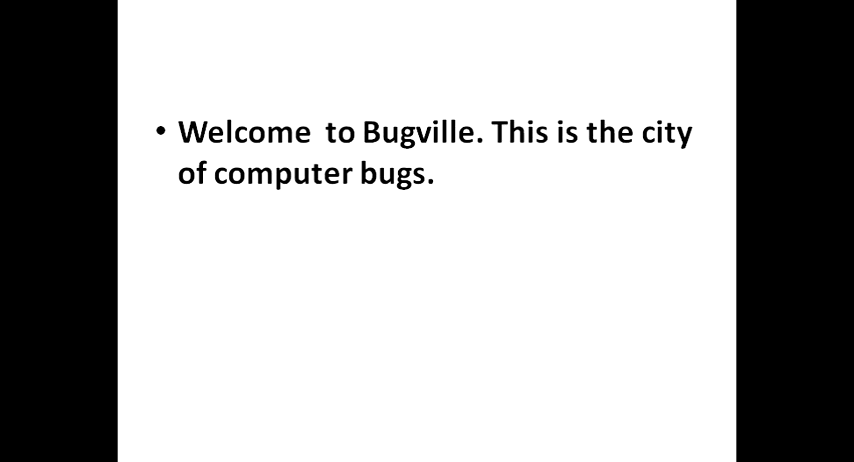 • Welcome  to Bugville. This is the city
of computer bugs.